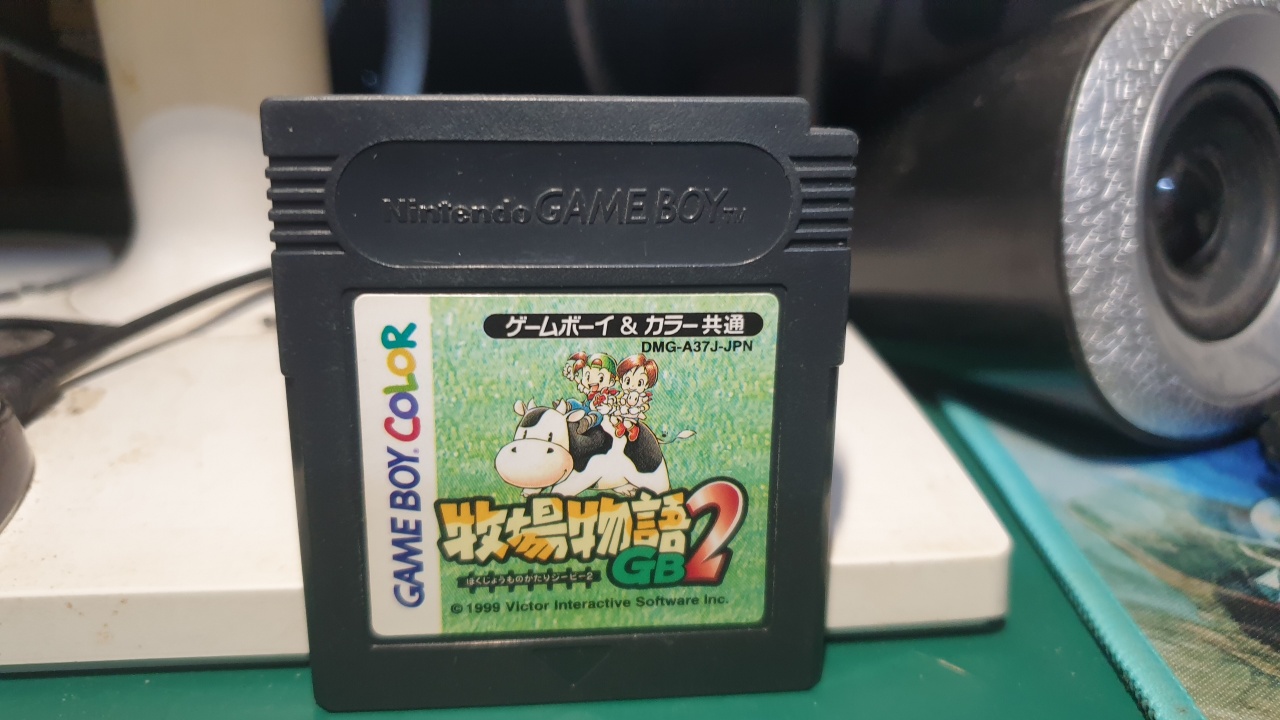 Nintendo GAME BOY TM
GAME BOY COLOR
ゲームボーイ & カラー共通
DMG-A37J-JPN
牧場物語
GB2
ぼくじょうものがたりジービー2
© 1999 Victor Interactive Software Inc.